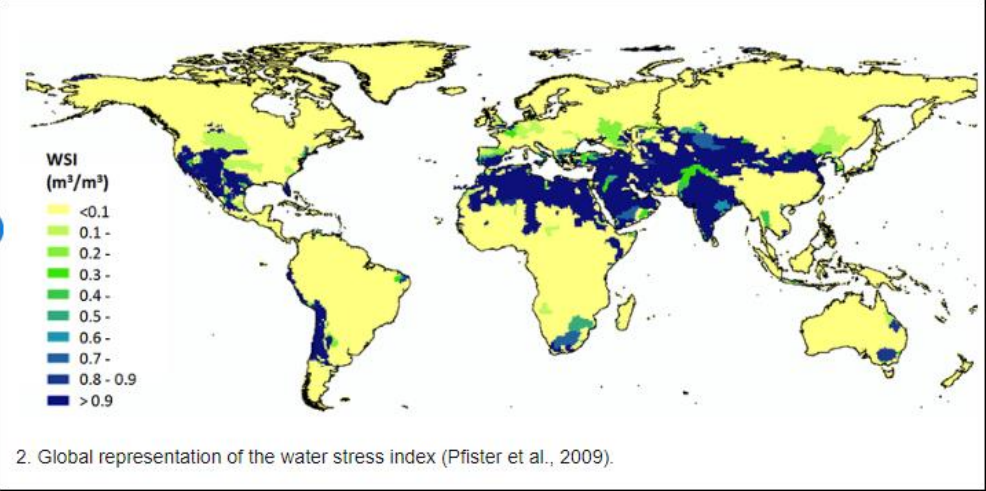 WSI
(m³/m³)
<0.1
0.1 -
0.2 -
0.3 -
0.4 -
0.5 -
0.6 -
0.7 -
0.8 - 0.9
>0.9
2. Global representation of the water stress index (Pfister et al., 2009).